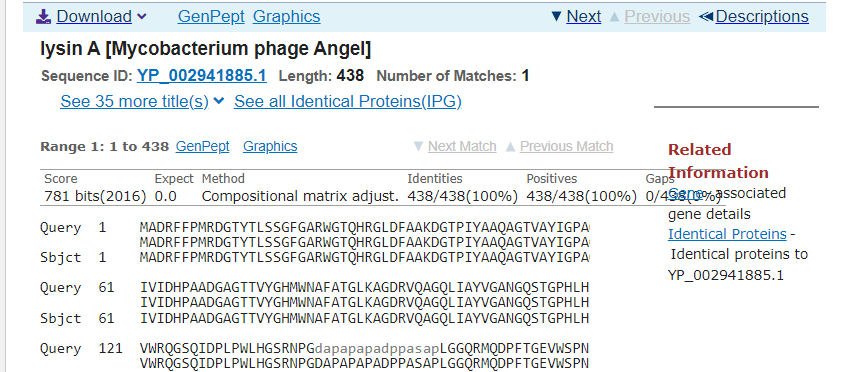 Download GenPept Graphics Next Previous Descriptions
lysin A [Mycobacterium phage Angel]
Sequence ID: YP_002941885.1 Length: 438 Number of Matches: 1
See 35 more title(s) See all Identical Proteins(IPG)
Range 1: 1 to 438 GenPept Graphics Next Match Previous Match
Score Expect Method Identities Positives Gaps
781 bits(2016) 0.0 Compositional matrix adjust. 438/438(100%) 438/438(100%) 0/438(0%)
Query 1 MADRFFPMRDGTYTLSSGFGARWGTQHRGLDFAAKDGTPIYAAQAGTVAYIGPA
MADRFFPMRDGTYTLSSGFGARWGTQHRGLDFAAKDGTPIYAAQAGTVAYIGPA
Sbjct 1 MADRFFPMRDGTYTLSSGFGARWGTQHRGLDFAAKDGTPIYAAQAGTVAYIGPA
Query 61 IVIDHPAADGAGTTVYGHMWNAFATGLKAGDRVQAGQLIAYVGANGQSTGPHLH
IVIDHPAADGAGTTVYGHMWNAFATGLKAGDRVQAGQLIAYVGANGQSTGPHLH
Sbjct 61 IVIDHPAADGAGTTVYGHMWNAFATGLKAGDRVQAGQLIAYVGANGQSTGPHLH
Query 121 VWRQGSQIDPLPWLHGSRNPGdapapapadppasapLGGQRMQDPFTGEVWSPN
VWRQGSQIDPLPWLHGSRNPGDAPAPAPADPPASAPLGGQRMQDPFTGEVWSPN
Related
Information
Gene - associated
gene details
Identical Proteins -
Identical proteins to
YP_002941885.1